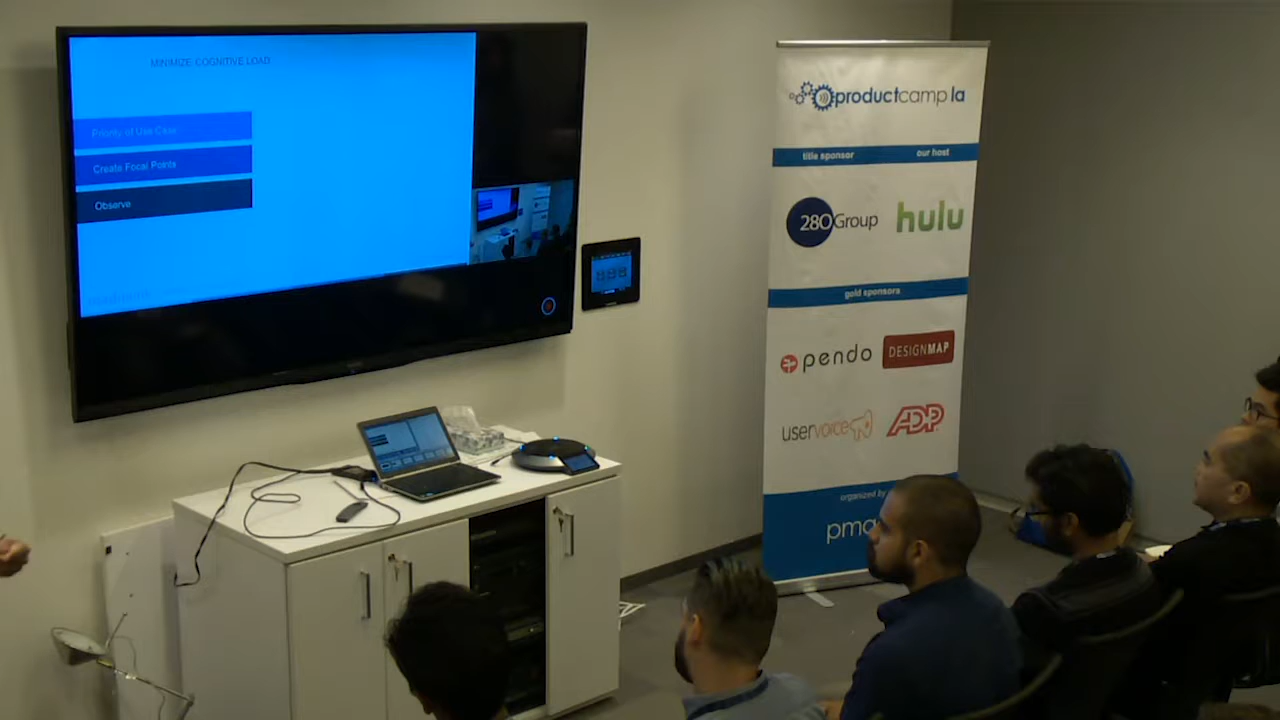 MINIMIZE COGNITIVE LOAD
Priority of Use Case
Create Focal Points
Observe
productcamp la
title sponsor our host
280Group hulu
gold sponsors
pendo DESIGNMAP
uservoice ADP
organized by
pma